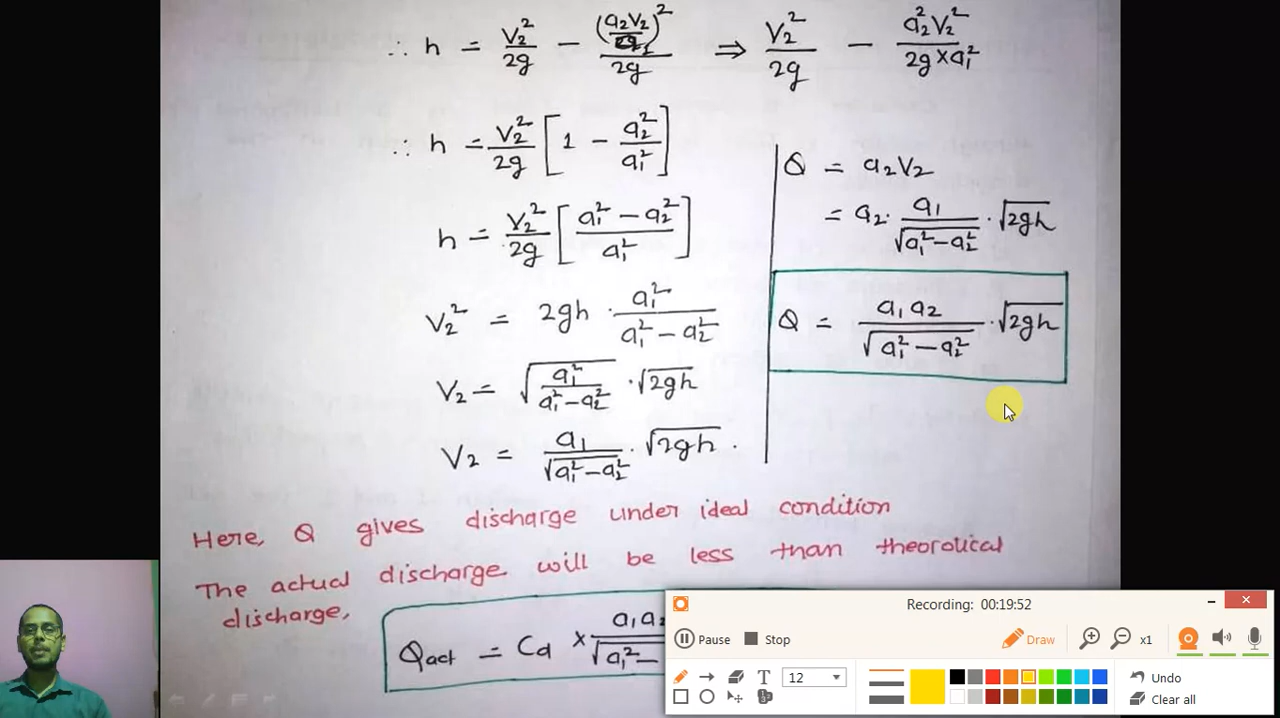 ∴ h = V₂²/2g − (a₂V₂/a₁)²/2g ⇒ V₂²/2g − a₂²V₂²/2g×a₁²
∴ h = V₂²/2g [1 − a₂²/a₁²]
h = V₂²/2g [a₁² − a₂²/a₁²]
V₂² = 2gh · a₁²/a₁² − a₂²
V₂ = √(a₁²/a₁²−a₂²) · √2gh
V₂ = a₁/√(a₁²−a₂²) · √2gh ·
Q = a₂V₂
= a₂ · a₁/√(a₁²−a₂²) · √2gh
Q = a₁a₂/√(a₁²−a₂²) · √2gh
Here, Q gives discharge under ideal condition
The actual discharge will be less than theorotical
discharge,
Qact = Cd × a₁a₂/√a₁²−
Recording: 00:19:52
Pause Stop Draw x1
T 12 Undo
Clear all